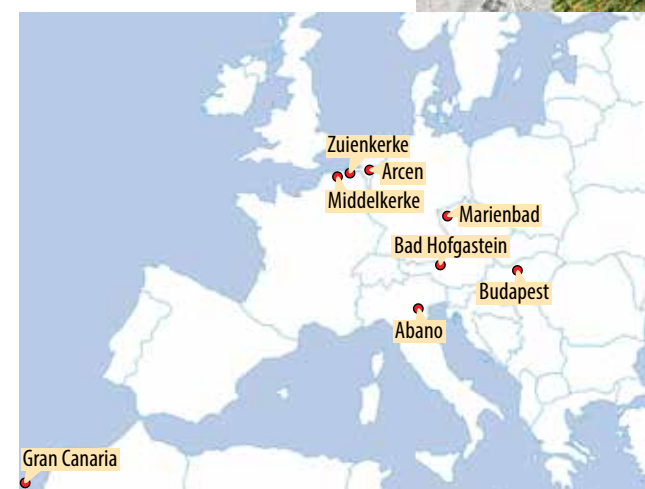 Zuienkerke
Arcen
Middelkerke
Marienbad
Bad Hofgastein
Budapest
Abano
Gran Canaria